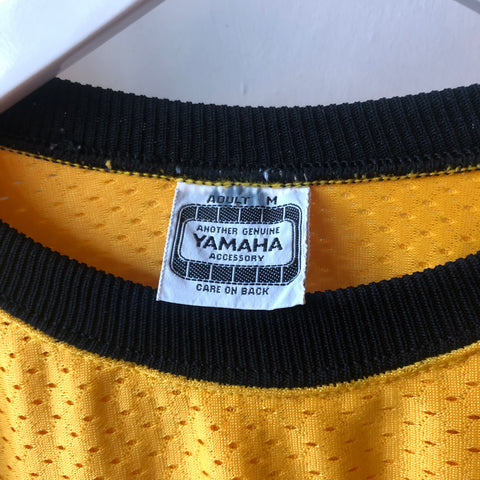 ADULT M
ANOTHER GENUINE
YAMAHA
ACCESSORY
CARE ON BACK